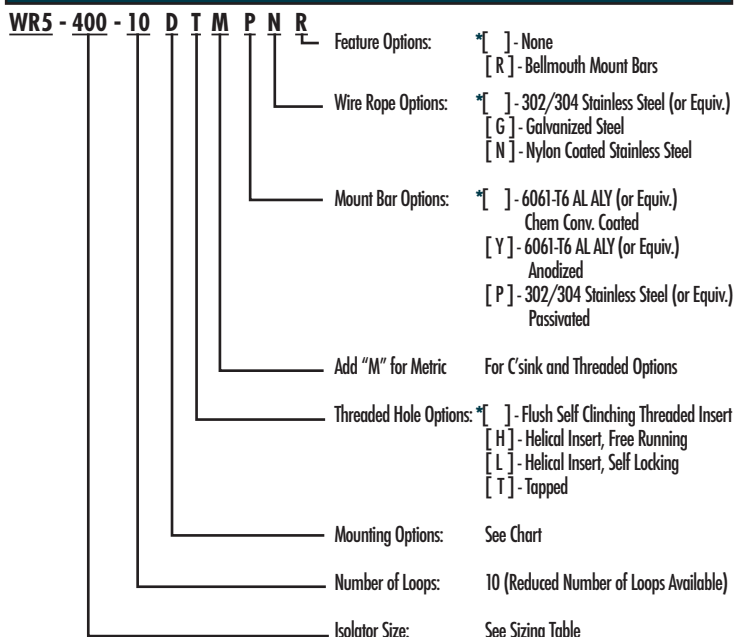 WR5 - 400 - 10 D T M P N R
Feature Options: *[ ] - None
[ R ] - Bellmouth Mount Bars
Wire Rope Options: *[ ] - 302/304 Stainless Steel (or Equiv.)
[ G ] - Galvanized Steel
[ N ] - Nylon Coated Stainless Steel
Mount Bar Options: *[ ] - 6061-T6 AL ALY (or Equiv.)
Chem Conv. Coated
[ Y ] - 6061-T6 AL ALY (or Equiv.)
Anodized
[ P ] - 302/304 Stainless Steel (or Equiv.)
Passivated
Add "M" for Metric For C'sink and Threaded Options
Threaded Hole Options: *[ ] - Flush Self Clinching Threaded Insert
[ H ] - Helical Insert, Free Running
[ L ] - Helical Insert, Self Locking
[ T ] - Tapped
Mounting Options: See Chart
Number of Loops: 10 (Reduced Number of Loops Available)
Isolator Size: See Sizing Table